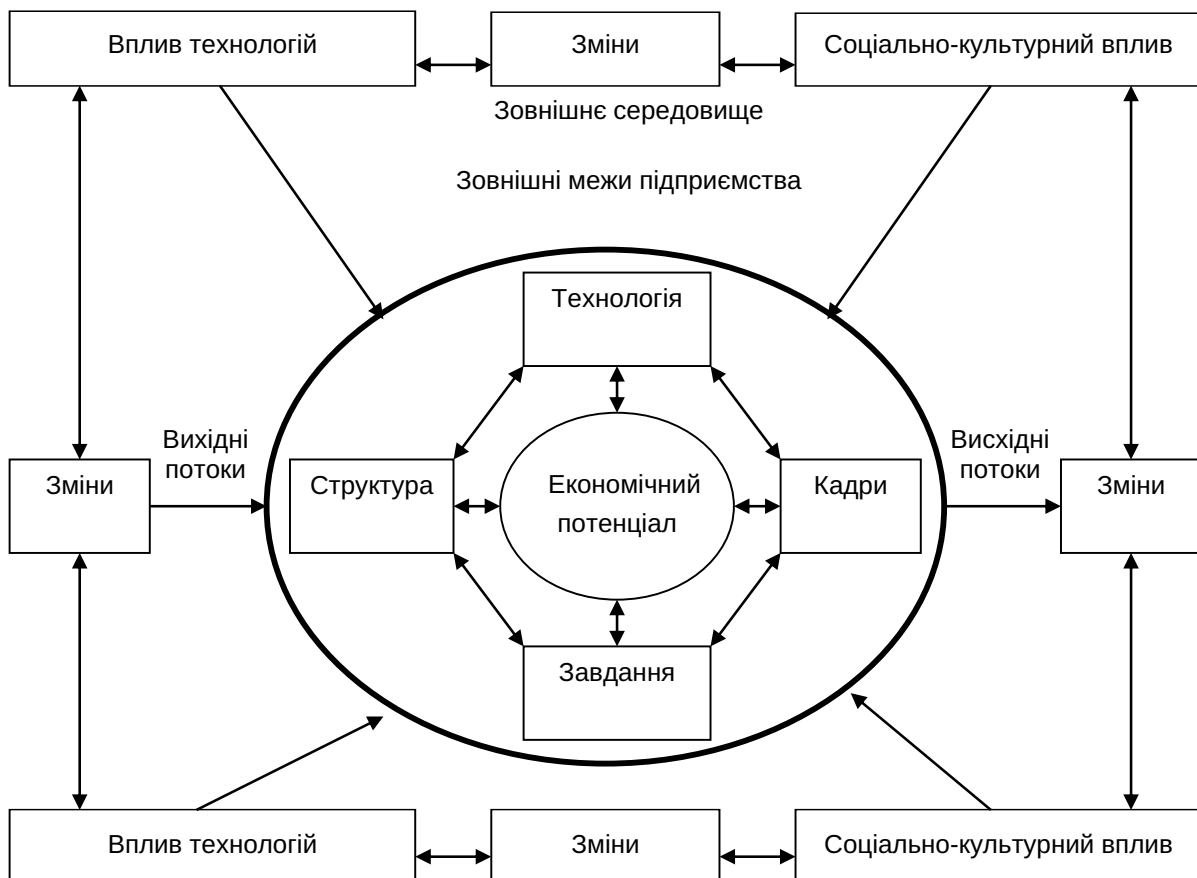 Вплив технологій
Зміни
Соціально-культурний вплив
Зовнішнє середовище
Зовнішні межи підприємства
Технологія
Вихідні
потоки
Висхідні
потоки
Зміни
Структура
Економічний
потенціал
Кадри
Зміни
Завдання
Вплив технологій
Зміни
Соціально-культурний вплив